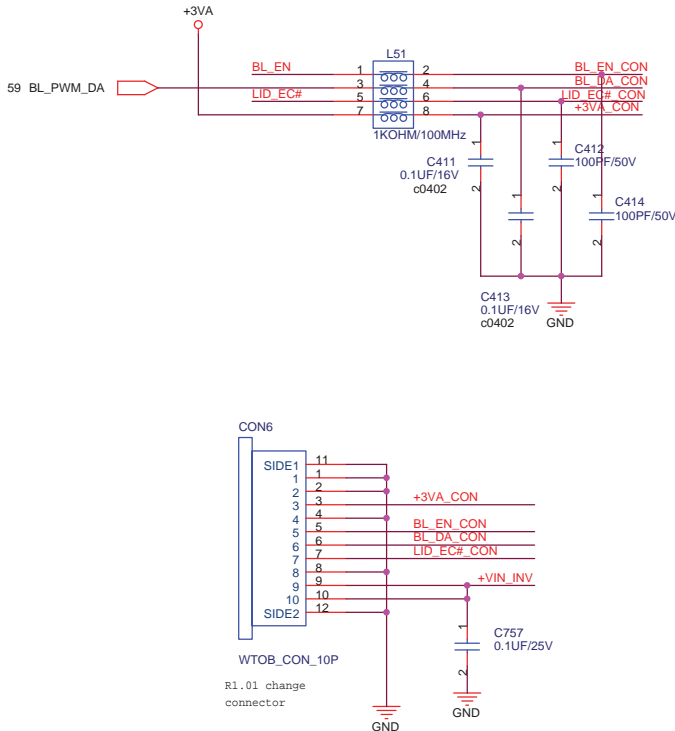 +3VA
L51
BL_EN 1 2 BL_EN_CON
59 BL_PWM_DA 3 4 BL_DA_CON
LID_EC# 5 6 LID_EC#_CON
7 8 +3VA_CON
1KOHM/100MHz
1 1 C412
C411 100PF/50V
0.1UF/16V
c0402 2 2
1 1 C414
100PF/50V
2 2
C413
0.1UF/16V
c0402 GND
CON6
SIDE1 11
1 1
2 2
3 3 +3VA_CON
4 4
5 5 BL_EN_CON
6 6 BL_DA_CON
7 7 LID_EC#_CON
8 8
9 9 +VIN_INV
10 10
SIDE2 12
1 C757
0.1UF/25V
2
WTOB_CON_10P
R1.01 change
connector
GND GND